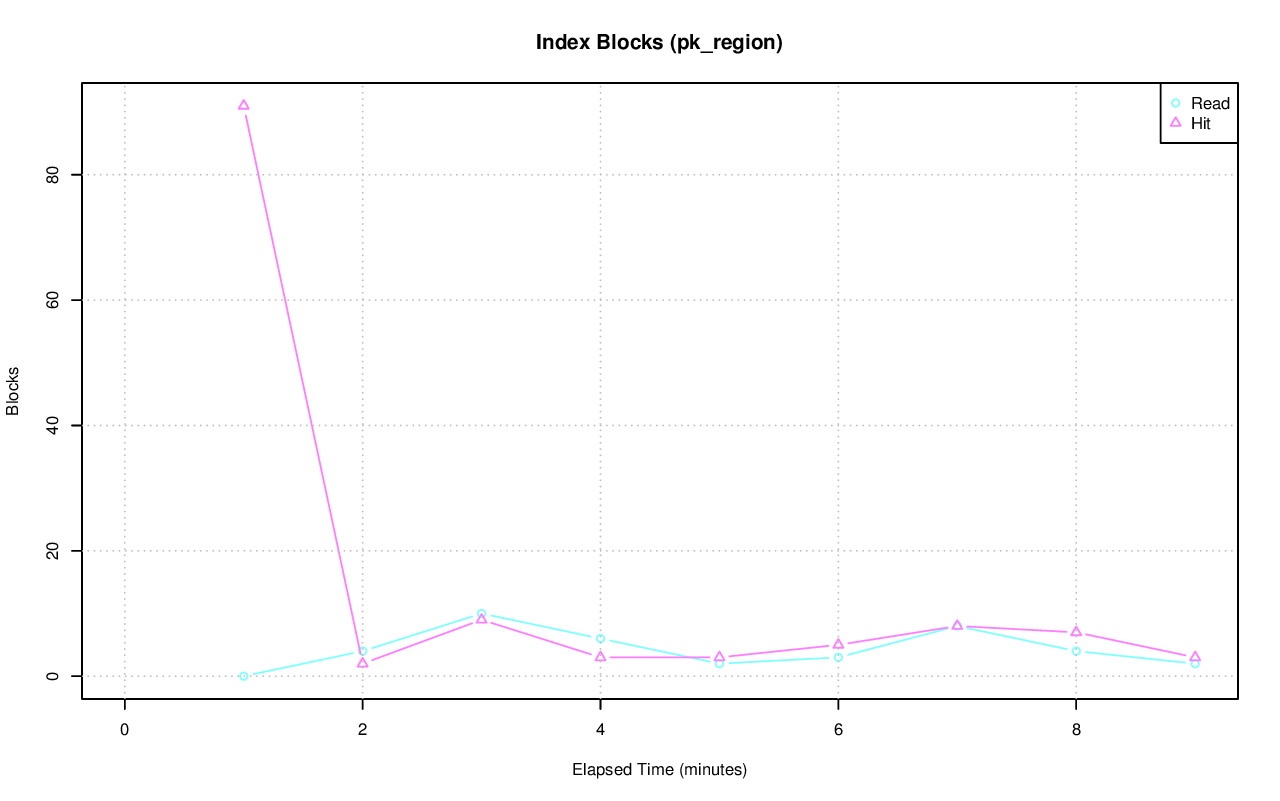 Index Blocks (pk_region)
Read
Hit
Blocks
80
60
40
20
0
0 2 4 6 8
Elapsed Time (minutes)